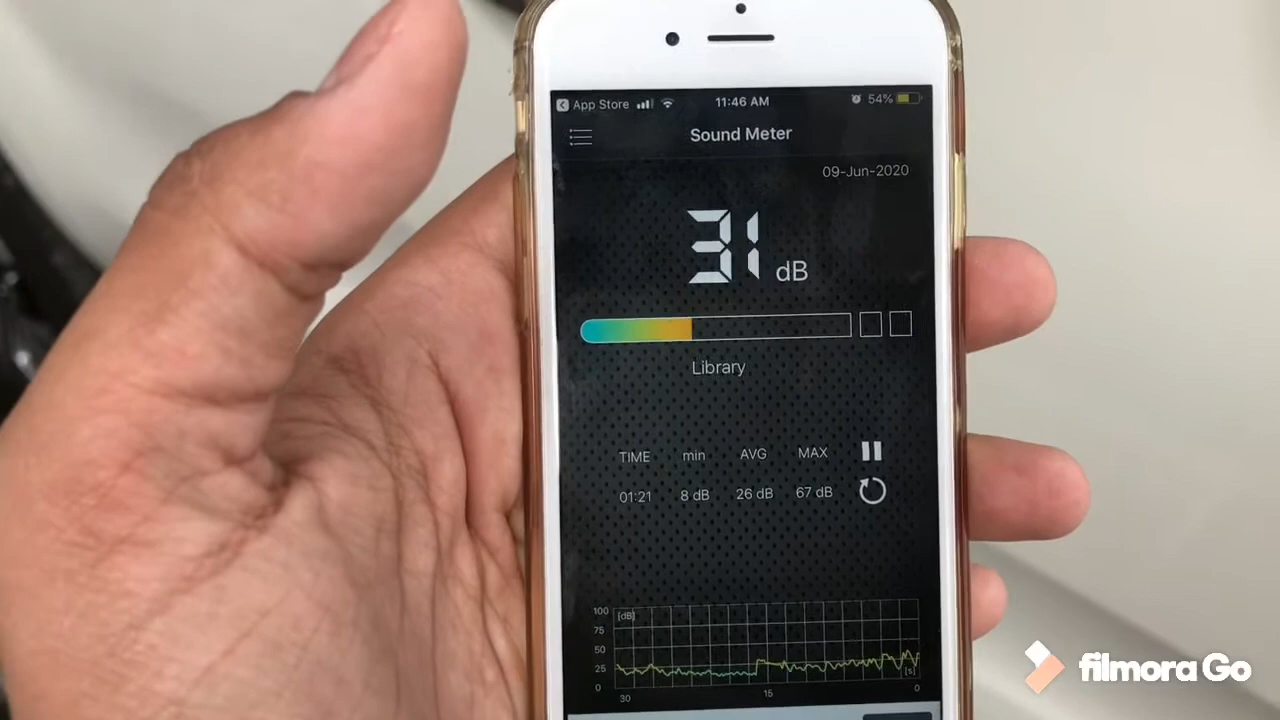 App Store 11:46 AM 54%
Sound Meter
09-Jun-2020
31 dB
Library
TIME min AVG MAX
01:21 8 dB 26 dB 67 dB
100 [dB]
75
50
25
0 [s]
30 15 0
filmora Go